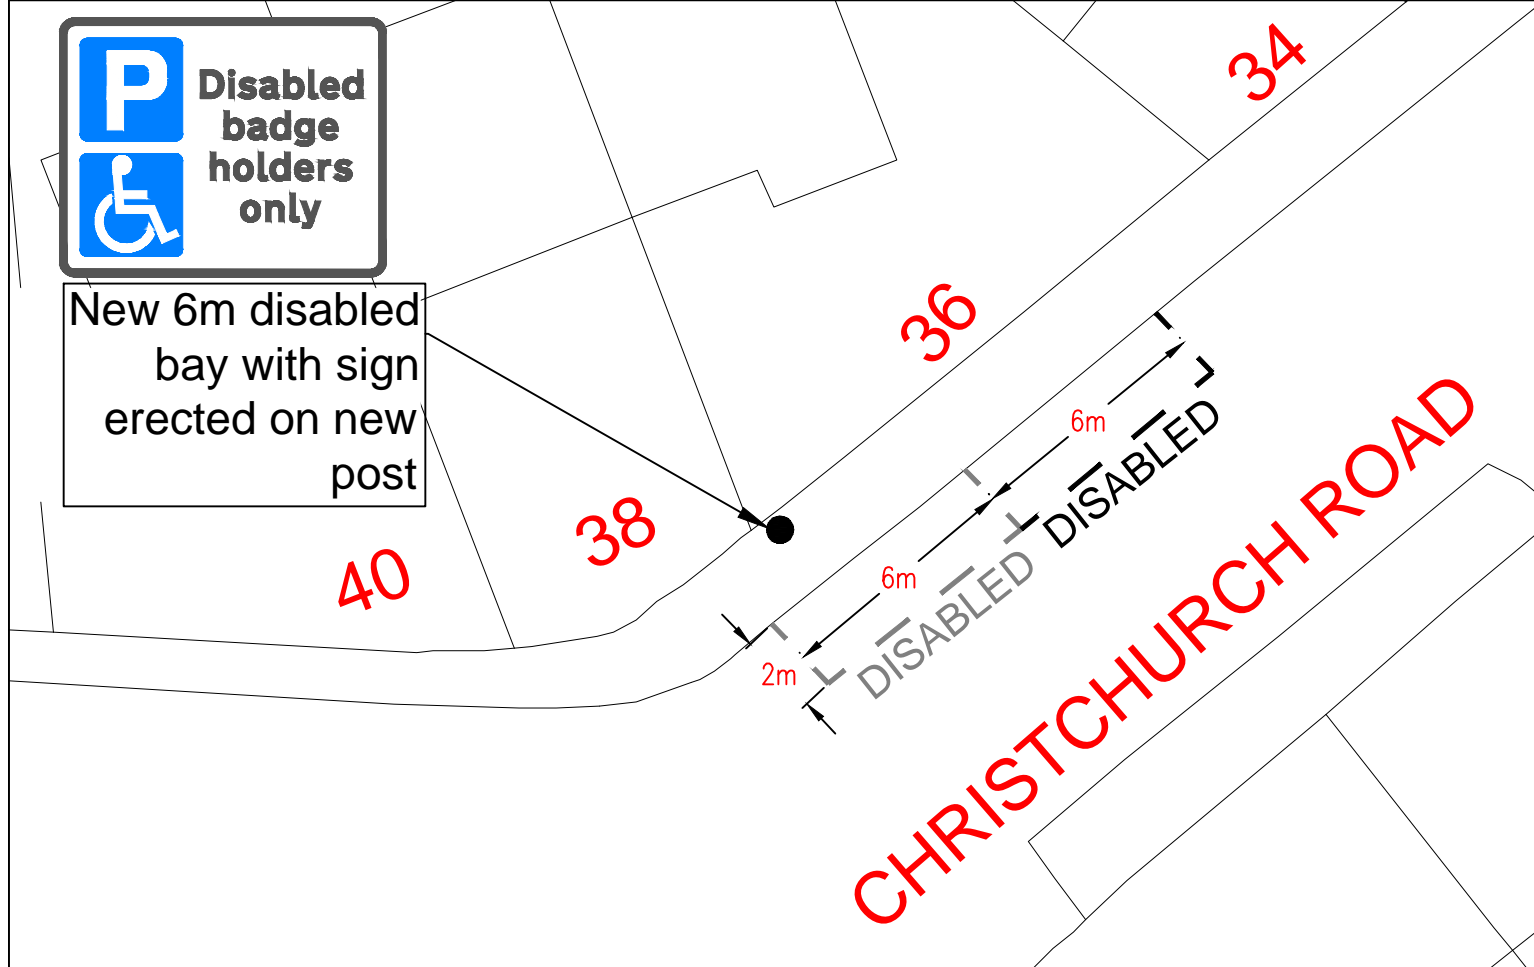 P
Disabled
badge
holders
only
New 6m disabled
bay with sign
erected on new
post
34
36
38
40
6m
DISABLED
6m
DISABLED
2m
CHRISTCHURCH ROAD